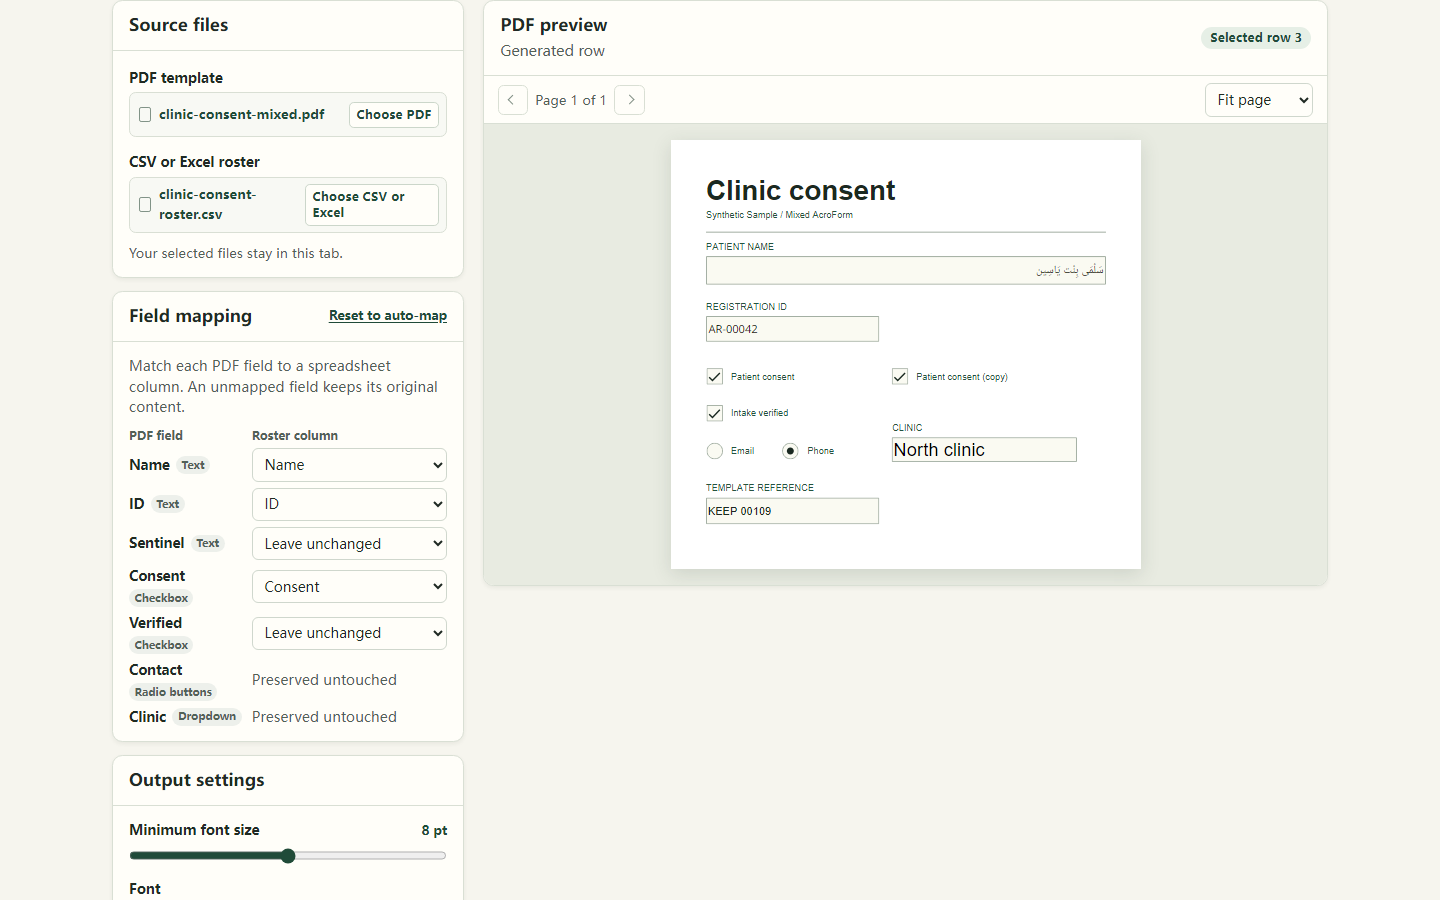 Source files
PDF template
clinic-consent-mixed.pdf
Choose PDF
CSV or Excel roster
clinic-consent-
roster.csv
Choose CSV or
Excel
Your selected files stay in this tab.
Field mapping
Reset to auto-map
Match each PDF field to a spreadsheet
column. An unmapped field keeps its original
content.
PDF field Roster column
Name Text Name
ID Text ID
Sentinel Text Leave unchanged
Consent
Checkbox
Consent
Verified
Checkbox
Leave unchanged
Contact
Radio buttons
Preserved untouched
Clinic Dropdown Preserved untouched
Output settings
Minimum font size 8 pt
Font
PDF preview
Generated row
Selected row 3
Page 1 of 1
Fit page
Clinic consent
Synthetic Sample / Mixed AcroForm
PATIENT NAME
سَلْمَى بِنْت يَاسِين
REGISTRATION ID
AR-00042
Patient consent Patient consent (copy)
Intake verified
CLINIC
Email Phone North clinic
TEMPLATE REFERENCE
KEEP 00109